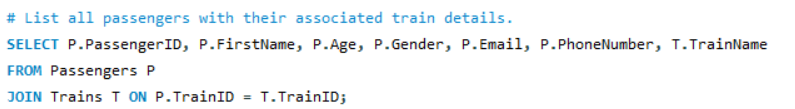 # List all passengers with their associated train details.
SELECT P.PassengerID, P.FirstName, P.Age, P.Gender, P.Email, P.PhoneNumber, T.TrainName
FROM Passengers P
JOIN Trains T ON P.TrainID = T.TrainID;